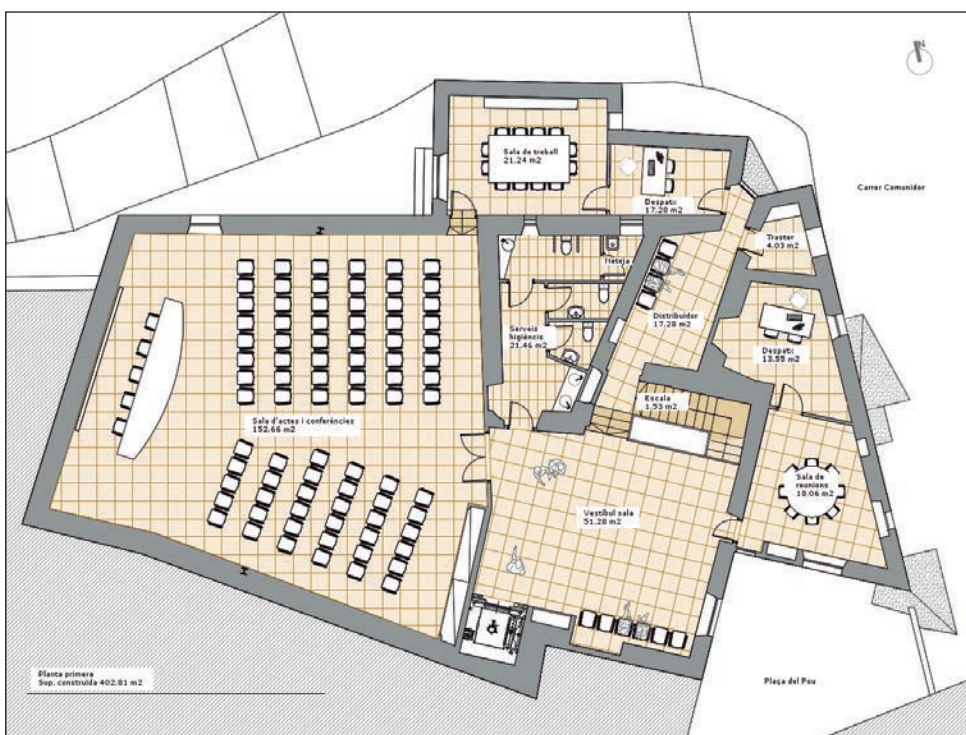 N
Sala de treball
21.24 m2
Despatx
17.20 m2
Carrer Comunidor
Traster
4.03 m2
Neteja
Distribuidor
17.28 m2
Serveis
higiènics
21.46 m2
Despatx
13.55 m2
Escala
1.53 m2
Sala d'actes i conferències
152.66 m2
Sala de
reunions
18.06 m2
Vestíbul sala
51.28 m2
Planta primera
Sup. construïda 402.81 m2
Plaça del Pou